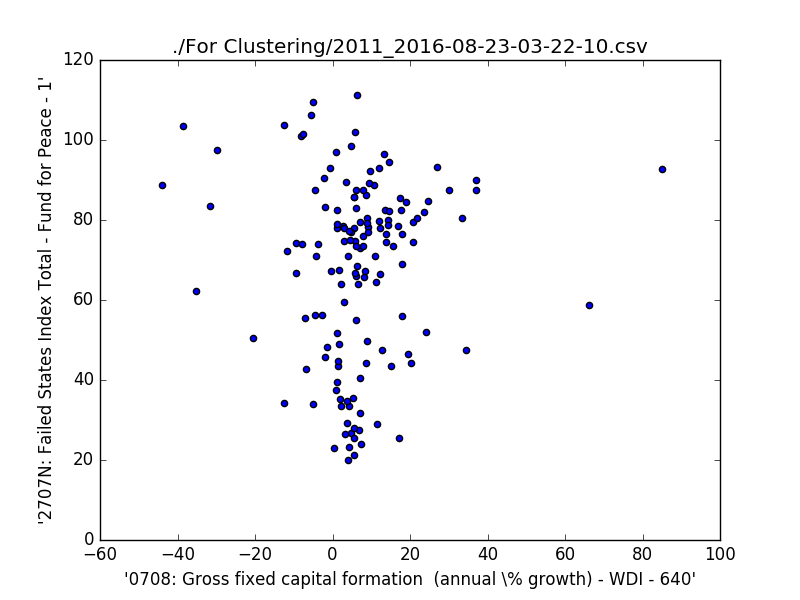 ./For Clustering/2011_2016-08-23-03-22-10.csv
120
100
80
60
40
20
0
'2707N: Failed States Index Total - Fund for Peace - 1'
−60 −40 −20 0 20 40 60 80 100
'0708: Gross fixed capital formation  (annual \% growth) - WDI - 640'